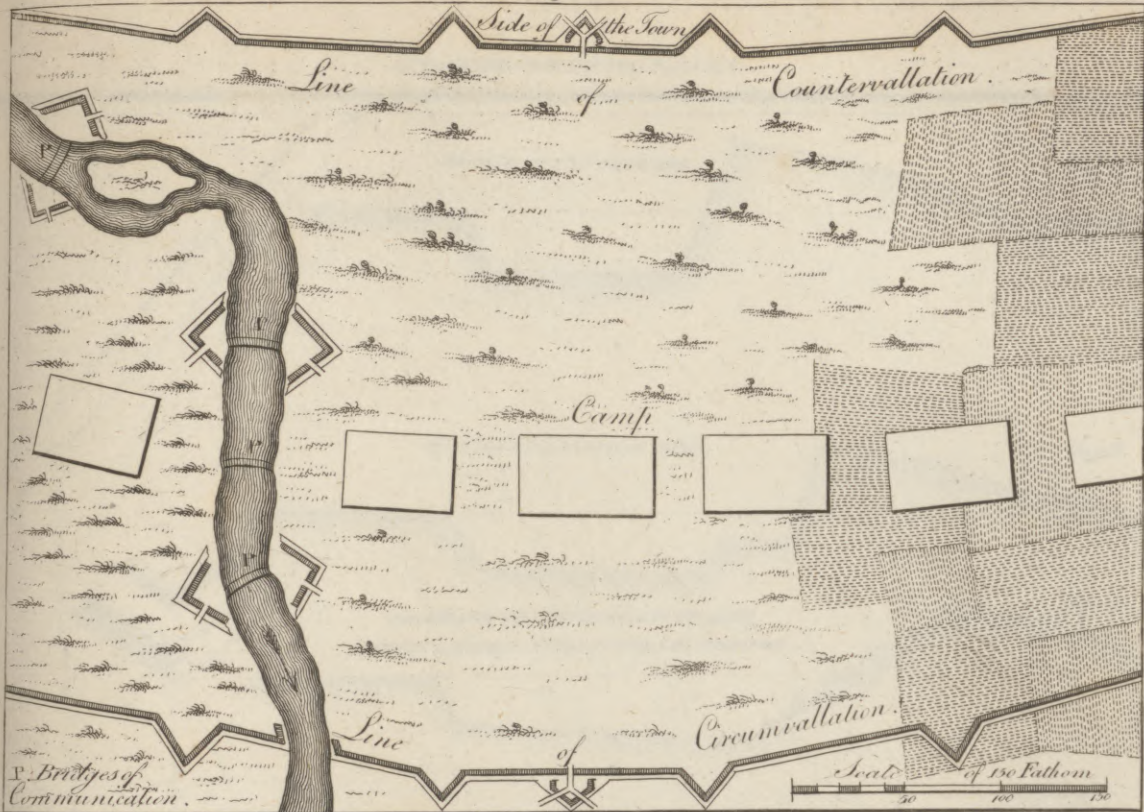 Side of the Town
Line of Countervallation.
P
P
Camp
P
P
Line of Circumvallation.
P. Bridges of
Communication.
Scale of 150 Fathom
50 100 150